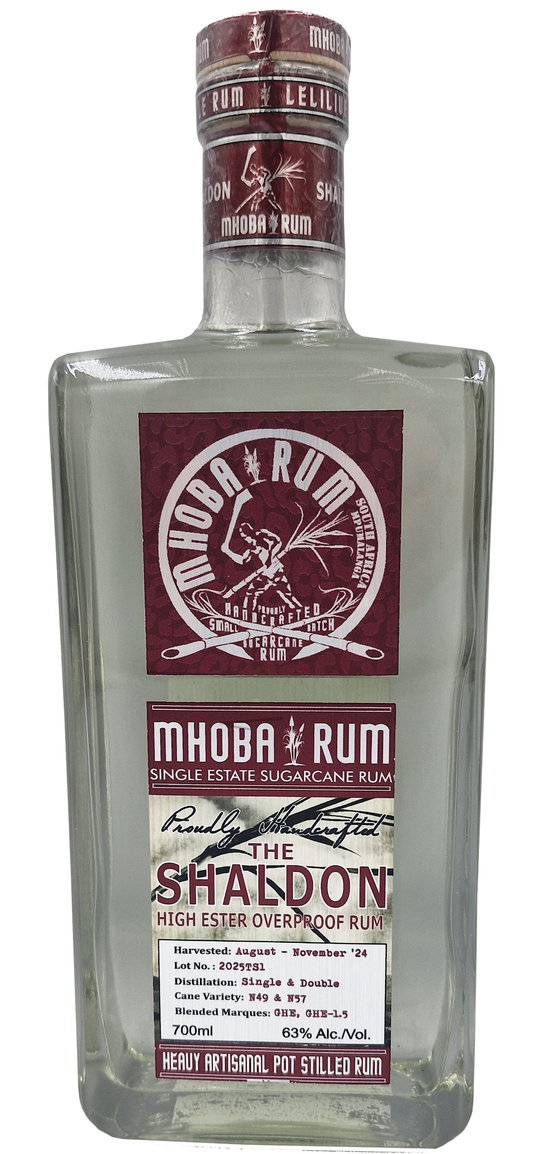 RUM MHOBA
RUM LELILIU
DON SHAL
MHOBA RUM
MHOBA RUM
SOUTH AFRICA
MPUMALANGA
PROUDLY
HANDCRAFTED
SMALL BATCH
SUGARCANE
RUM
MHOBA RUM
SINGLE ESTATE SUGARCANE RUM
Proudly Handcrafted
THE
SHALDON
HIGH ESTER OVERPROOF RUM
Harvested: August - November '24
Lot No.: 2025TS1
Distillation: Single & Double
Cane Variety: N49 & N57
Blended Marques: GHE, GHE-1.5
700ml 63% Alc./Vol.
HEAVY ARTISANAL POT STILLED RUM